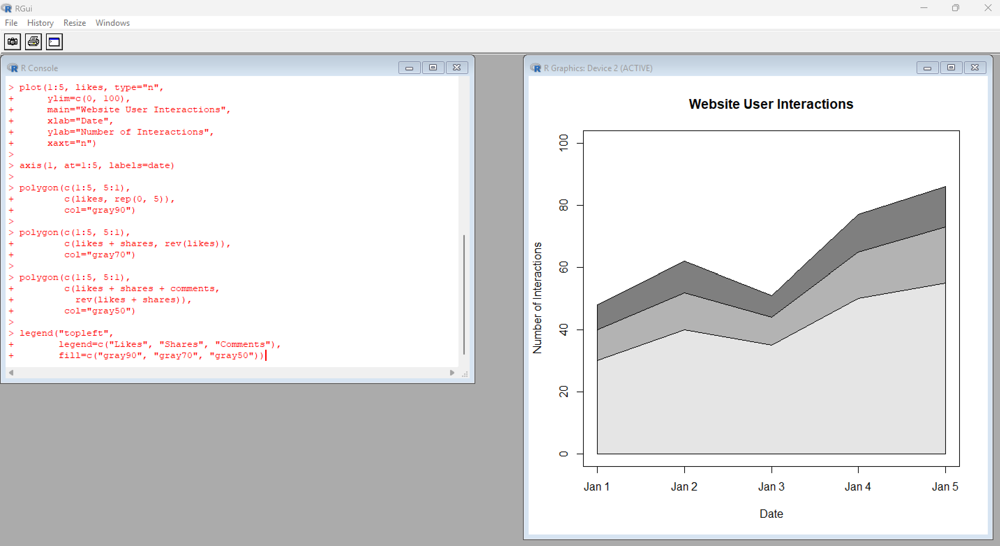 RGui
File History Resize Windows
R Console
> plot(1:5, likes, type="n",
+      ylim=c(0, 100),
+      main="Website User Interactions",
+      xlab="Date",
+      ylab="Number of Interactions",
+      xaxt="n")
>
> axis(1, at=1:5, labels=date)
>
> polygon(c(1:5, 5:1),
+         c(likes, rep(0, 5)),
+         col="gray90")
>
> polygon(c(1:5, 5:1),
+         c(likes + shares, rev(likes)),
+         col="gray70")
>
> polygon(c(1:5, 5:1),
+         c(likes + shares + comments,
+           rev(likes + shares)),
+         col="gray50")
>
> legend("topleft",
+        legend=c("Likes", "Shares", "Comments"),
+        fill=c("gray90", "gray70", "gray50"))
R Graphics: Device 2 (ACTIVE)
Website User Interactions
Number of Interactions
100
80
60
40
20
0
Jan 1 Jan 2 Jan 3 Jan 4 Jan 5
Date